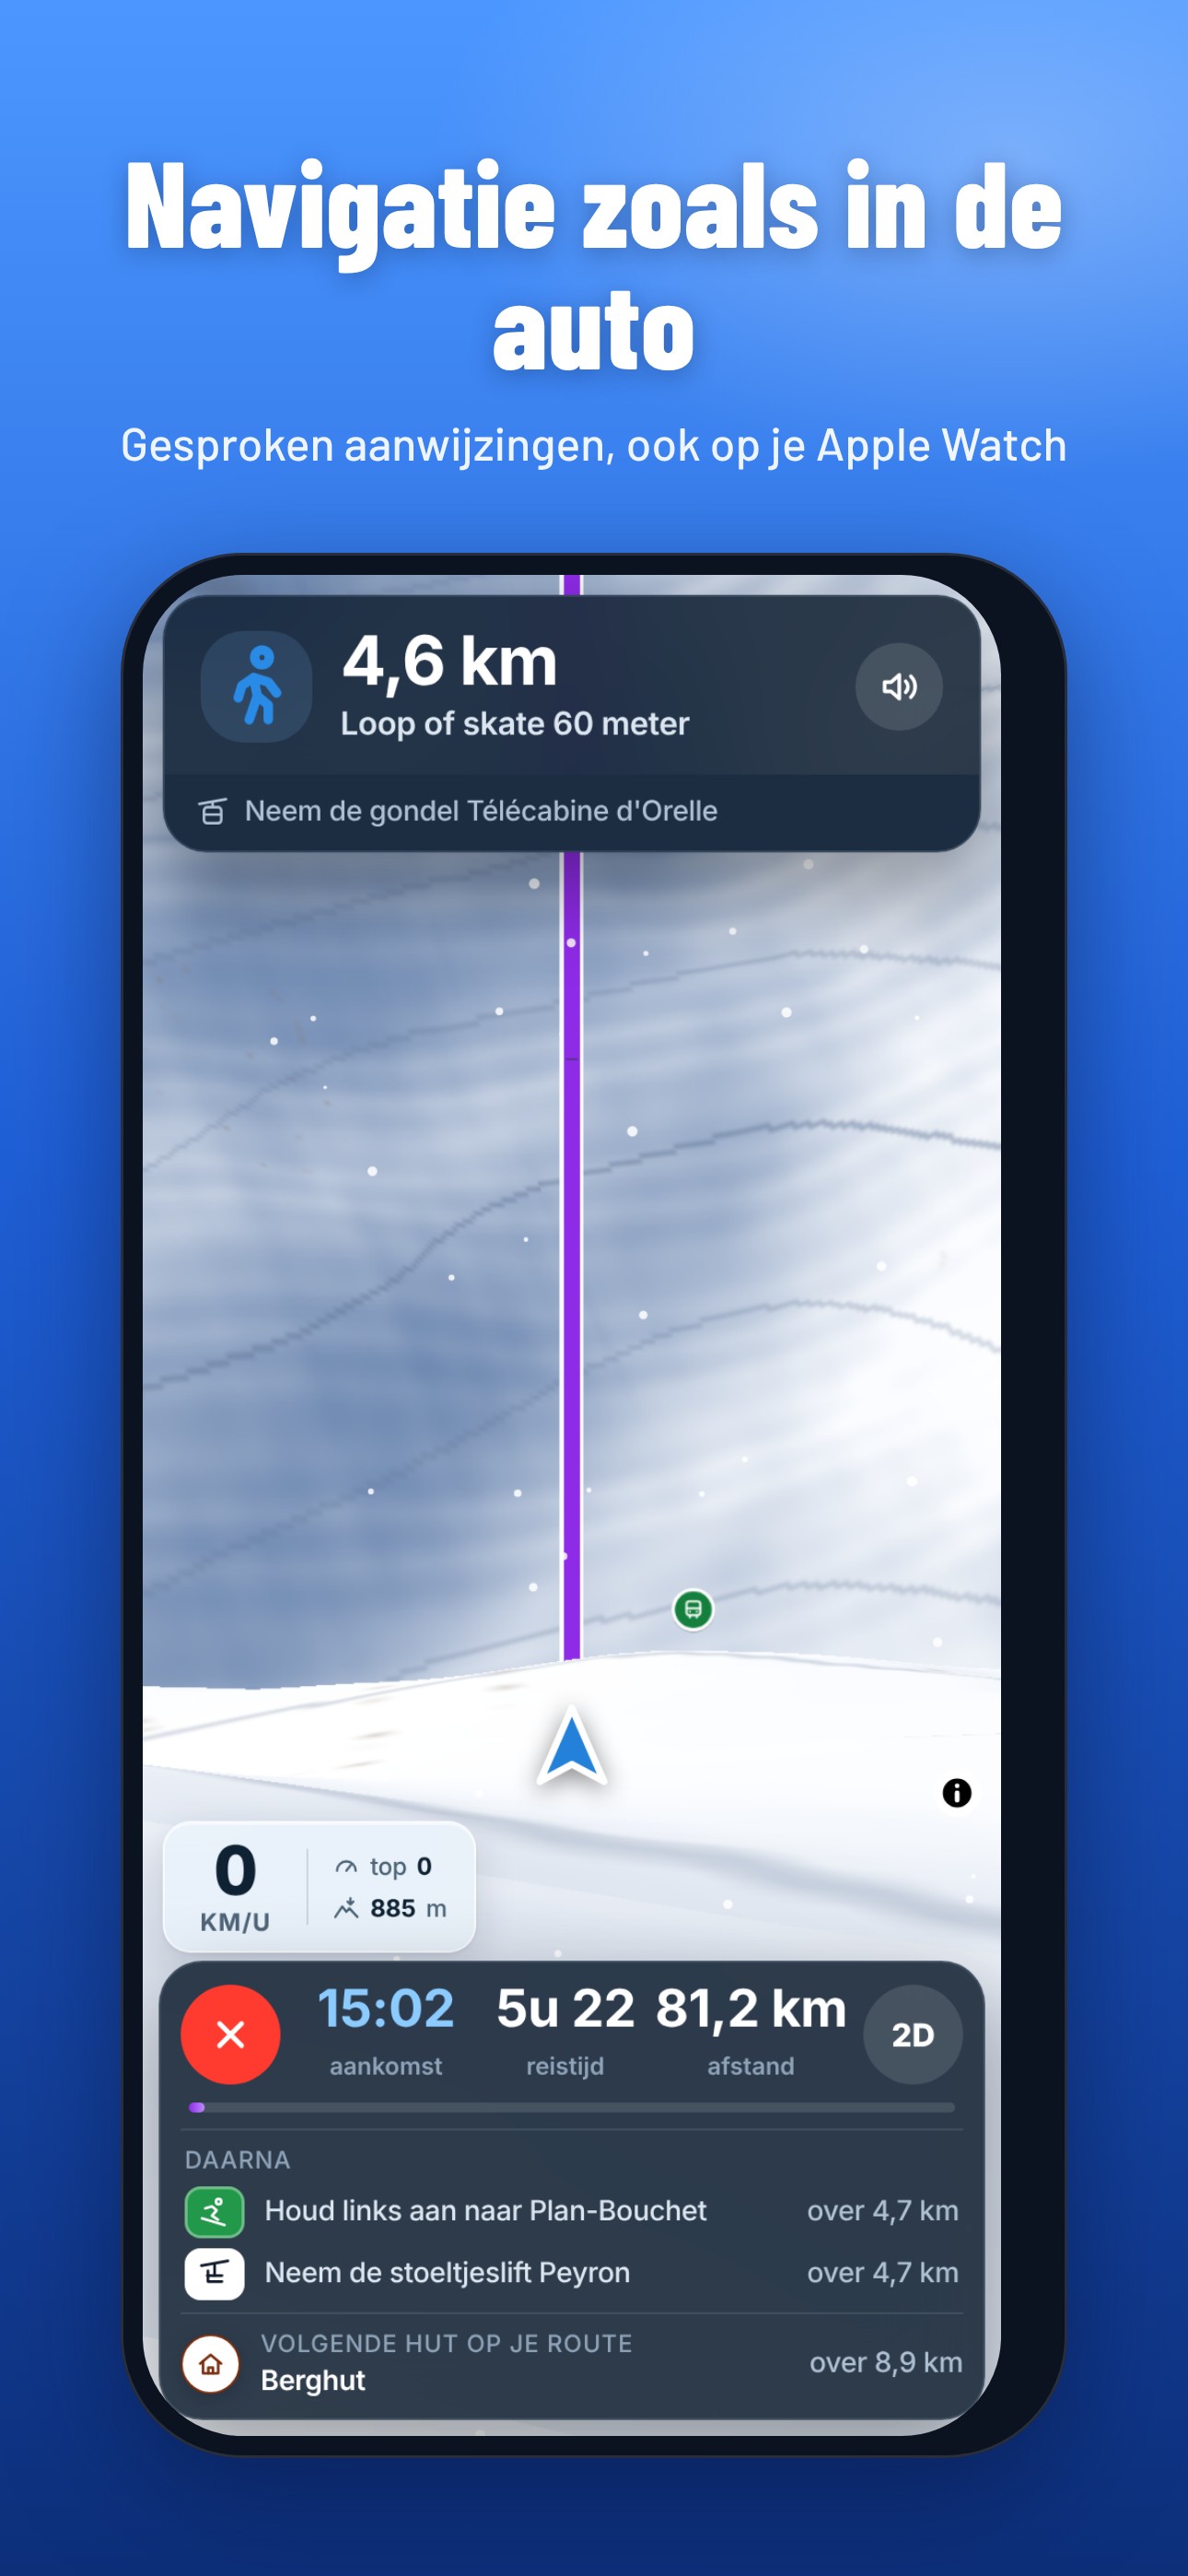 Navigatie zoals in de
auto
Gesproken aanwijzingen, ook op je Apple Watch
4,6 km
Loop of skate 60 meter
Neem de gondel Télécabine d'Orelle
0
KM/U
top 0
885 m
15:02
aankomst
5u 22
reistijd
81,2 km
afstand
2D
DAARNA
Houd links aan naar Plan-Bouchet over 4,7 km
Neem de stoeltjeslift Peyron over 4,7 km
VOLGENDE HUT OP JE ROUTE
Berghut
over 8,9 km